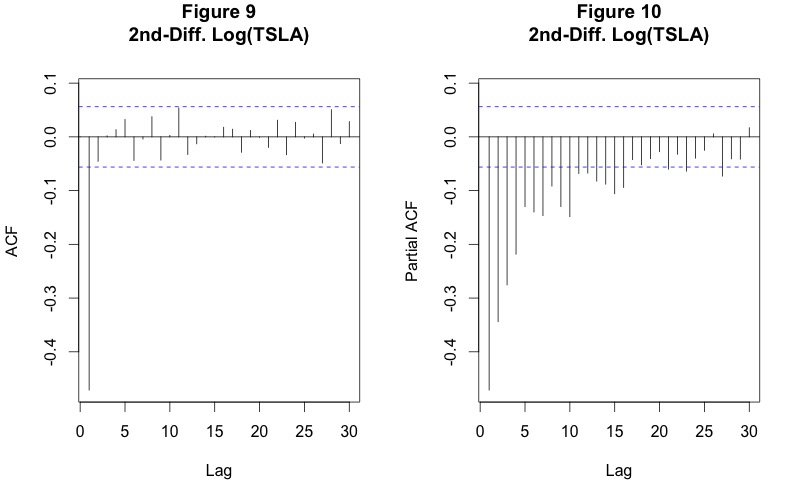 Figure 9
2nd-Diff. Log(TSLA)
ACF
0.1
0.0
-0.1
-0.2
-0.3
-0.4
0 5 10 15 20 25 30
Lag
Figure 10
2nd-Diff. Log(TSLA)
Partial ACF
0.1
0.0
-0.1
-0.2
-0.3
-0.4
0 5 10 15 20 25 30
Lag